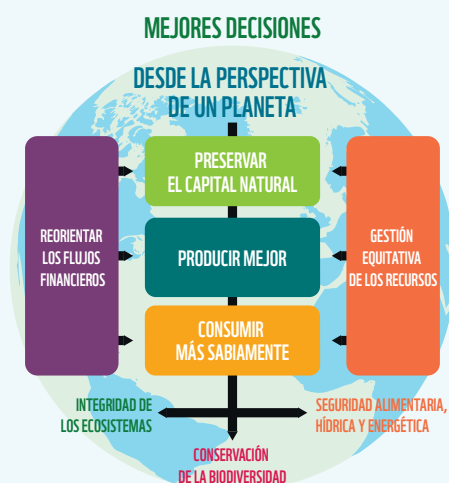 MEJORES DECISIONES
DESDE LA PERSPECTIVA
DE UN PLANETA
PRESERVAR
EL CAPITAL NATURAL
REORIENTAR
LOS FLUJOS
FINANCIEROS
PRODUCIR MEJOR
GESTIÓN
EQUITATIVA
DE LOS RECURSOS
CONSUMIR
MÁS SABIAMENTE
INTEGRIDAD DE
LOS ECOSISTEMAS
SEGURIDAD ALIMENTARIA,
HÍDRICA Y ENERGÉTICA
CONSERVACIÓN
DE LA BIODIVERSIDAD